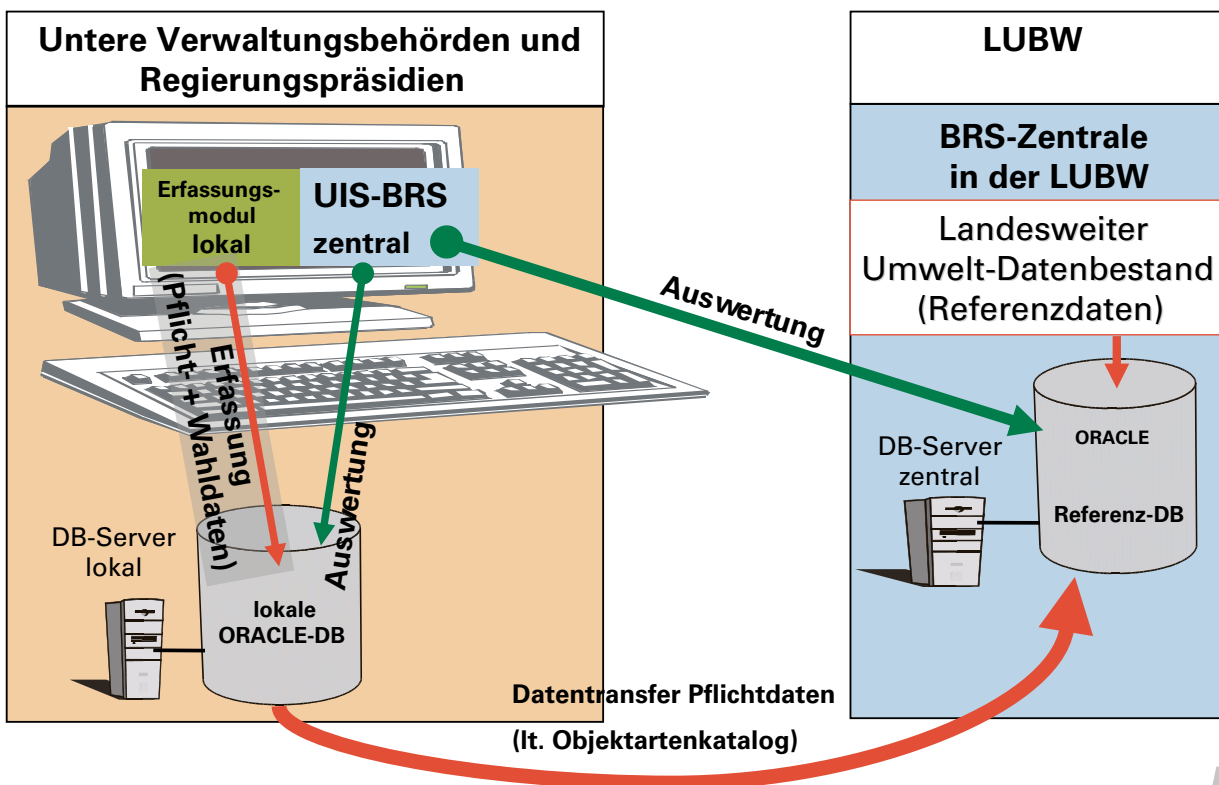 Untere Verwaltungsbehörden und
Regierungspräsidien
Erfassungs-
modul
lokal
UIS-BRS
zentral
Erfassung
(Pflicht- + Wahldaten)
Auswertung
DB-Server
lokal
lokale
ORACLE-DB
Auswertung
Datentransfer Pflichtdaten
(lt. Objektartenkatalog)
LUBW
BRS-Zentrale
in der LUBW
Landesweiter
Umwelt-Datenbestand
(Referenzdaten)
DB-Server
zentral
ORACLE
Referenz-DB